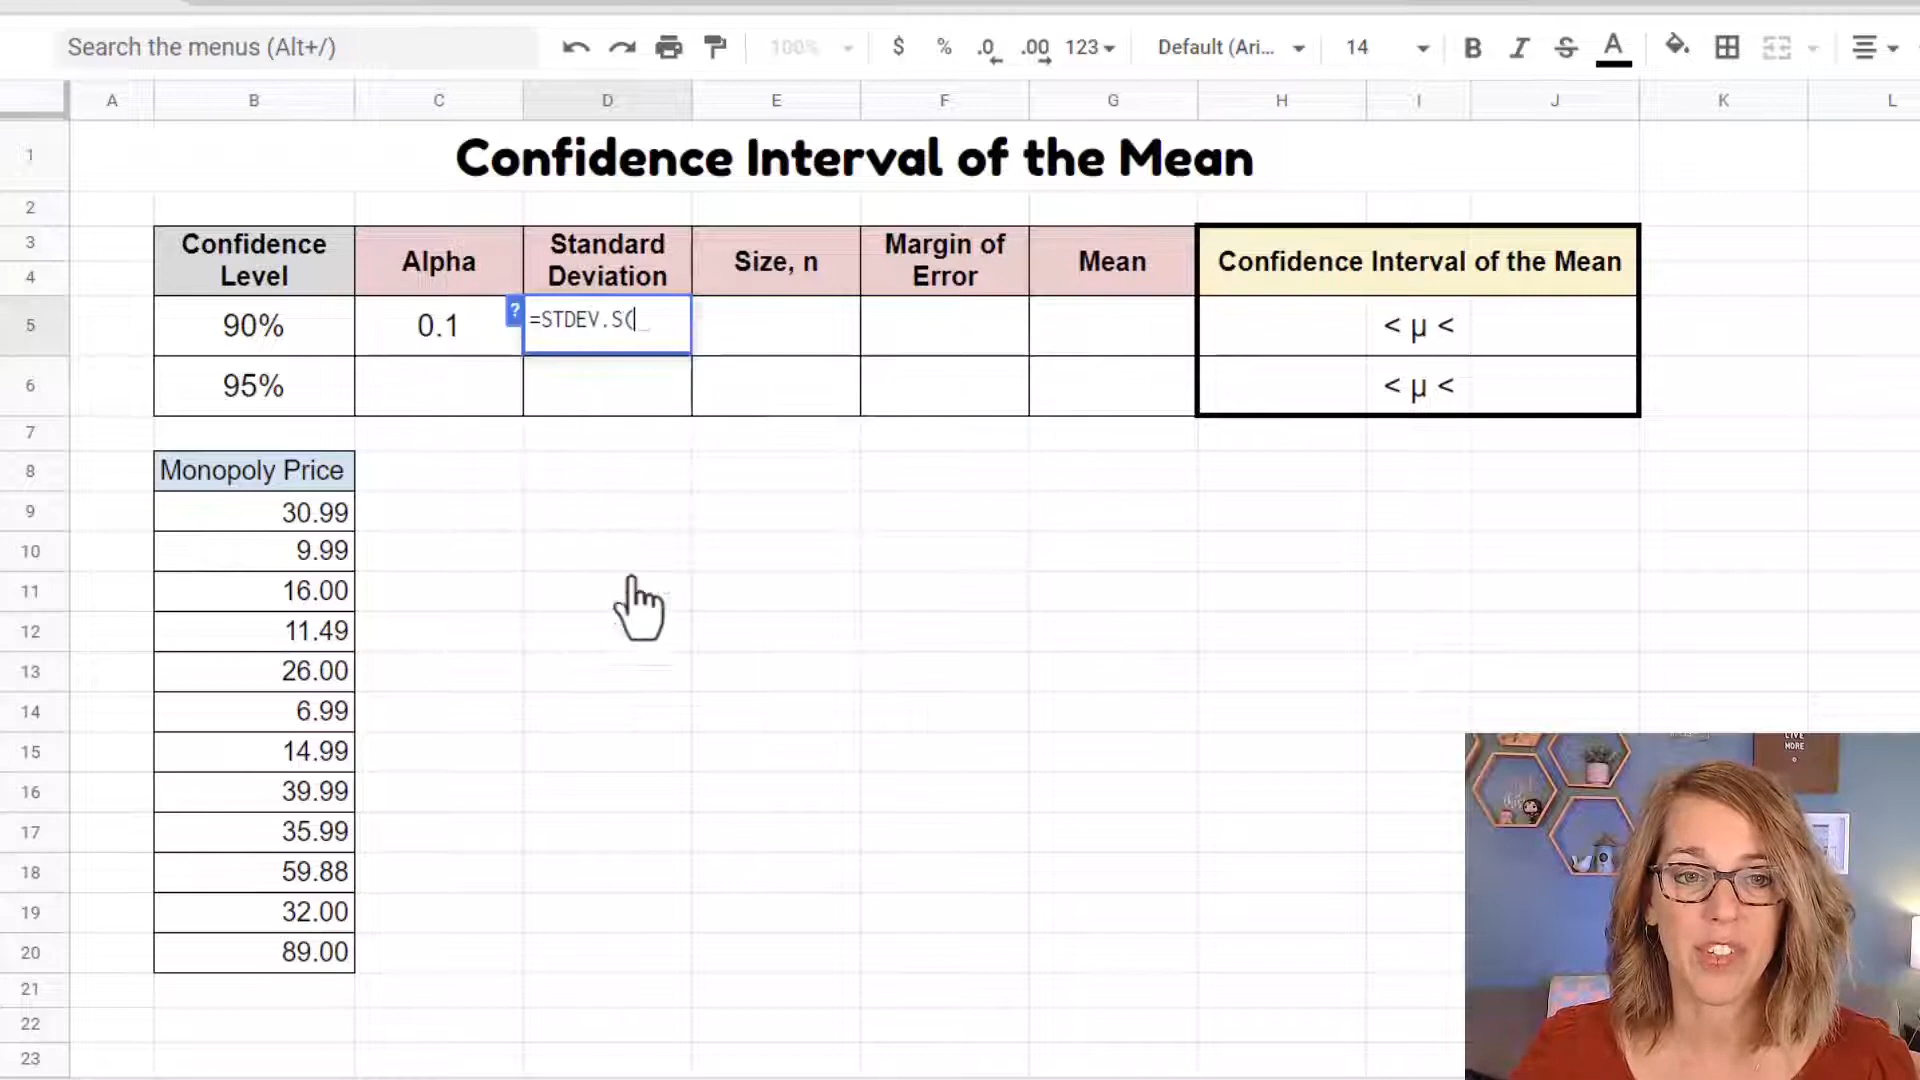 Search the menus (Alt+/)
100%
$ % .0 .00 123
Default (Ari...
14
B I S A
A B C D E F G H I J K L
1 Confidence Interval of the Mean
2
3
4
Confidence Level
Alpha
Standard Deviation
Size, n
Margin of Error
Mean
Confidence Interval of the Mean
5 90% 0.1 ? =STDEV.S( < µ <
6 95% < µ <
7
8 Monopoly Price
9 30.99
10 9.99
11 16.00
12 11.49
13 26.00
14 6.99
15 14.99
16 39.99
17 35.99
18 59.88
19 32.00
20 89.00
21
22
23
LIVE
MORE